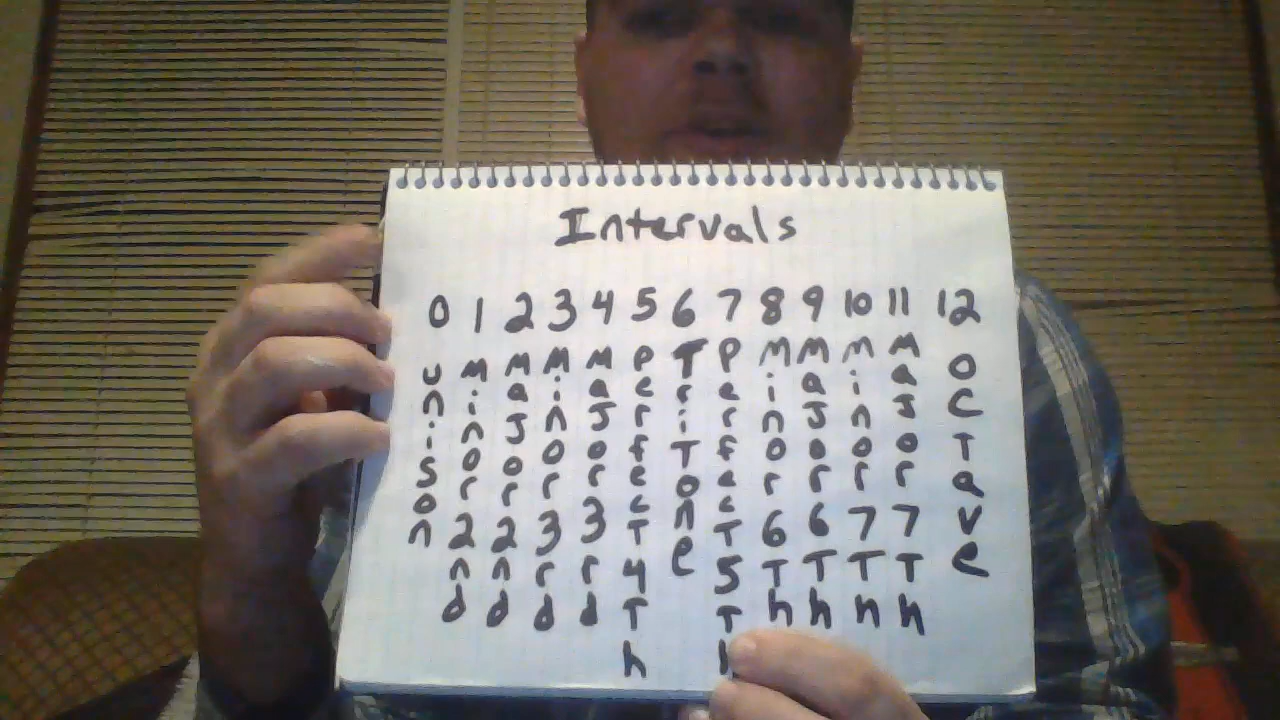 Intervals
0 1 2 3 4 5 6 7 8 9 10 11 12
unison
minor 2nd
major 2nd
minor 3rd
major 3rd
perfect 4th
Tritone
perfect 5th
minor 6th
major 6th
minor 7th
major 7th
Octave